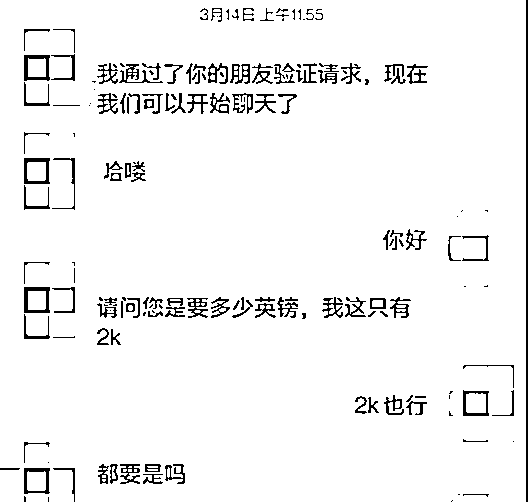 3月14日 上午11:55
我通过了你的朋友验证请求，现在
我们可以开始聊天了
哈喽
你好
请问您是要多少英镑，我这只有
2k
2k也行
都要是吗